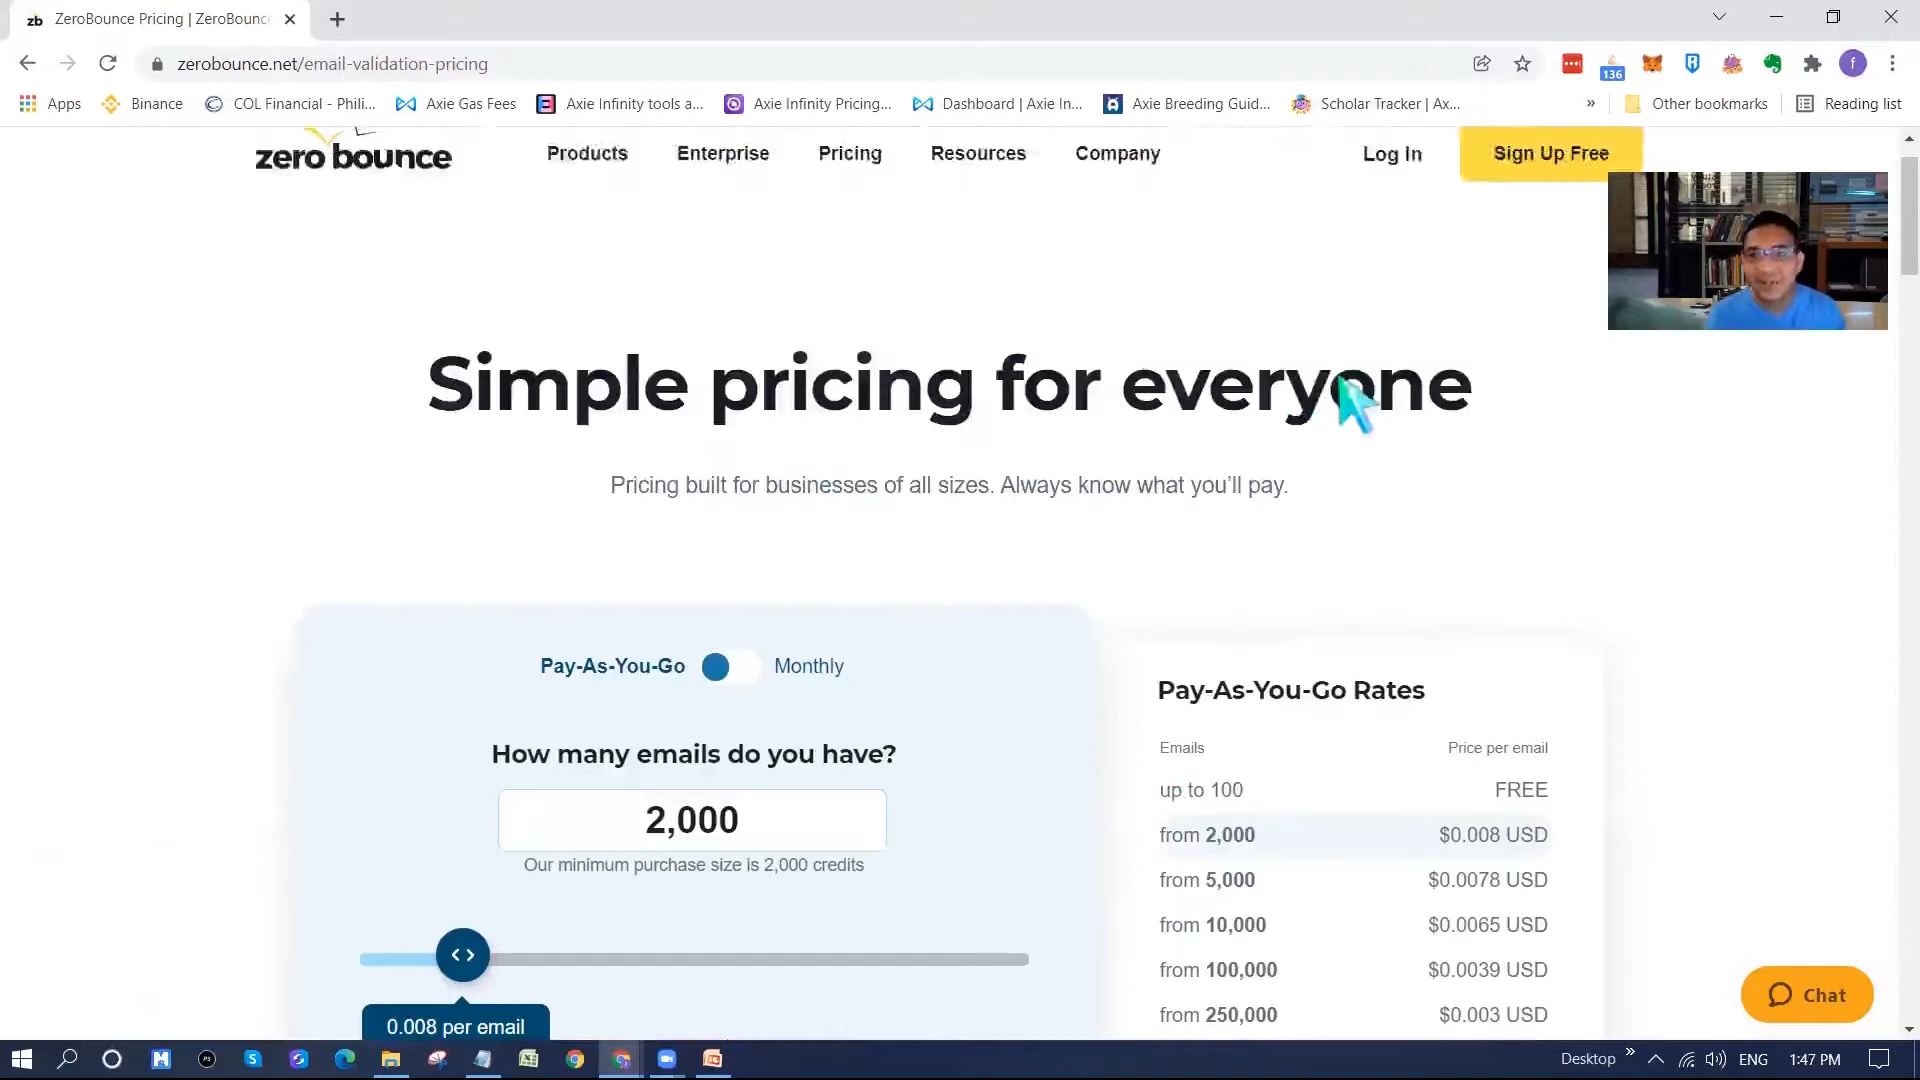 zb ZeroBounce Pricing | ZeroBounc
zerobounce.net/email-validation-pricing
136
f
Apps
Binance
COL Financial - Phili...
Axie Gas Fees
Axie Infinity tools a...
Axie Infinity Pricing...
Dashboard | Axie In...
Axie Breeding Guid...
Scholar Tracker | Ax...
»
Other bookmarks
Reading list
zero bounce
Products
Enterprise
Pricing
Resources
Company
Log In
Sign Up Free
Simple pricing for everyone
Pricing built for businesses of all sizes. Always know what you'll pay.
Pay-As-You-Go
Monthly
How many emails do you have?
2,000
Our minimum purchase size is 2,000 credits
0.008 per email
Pay-As-You-Go Rates
Emails Price per email
up to 100 FREE
from 2,000 $0.008 USD
from 5,000 $0.0078 USD
from 10,000 $0.0065 USD
from 100,000 $0.0039 USD
from 250,000 $0.003 USD
Chat
Desktop
»
ENG
1:47 PM